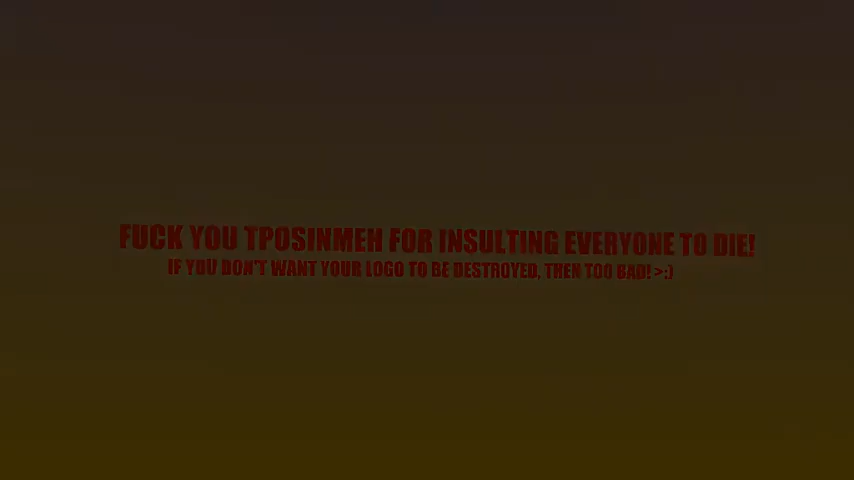 FUCK YOU TPOSINMEH FOR INSULTING EVERYONE TO DIE!
IF YOU DON'T WANT YOUR LOGO TO BE DESTROYED, THEN TOO BAD! >:)